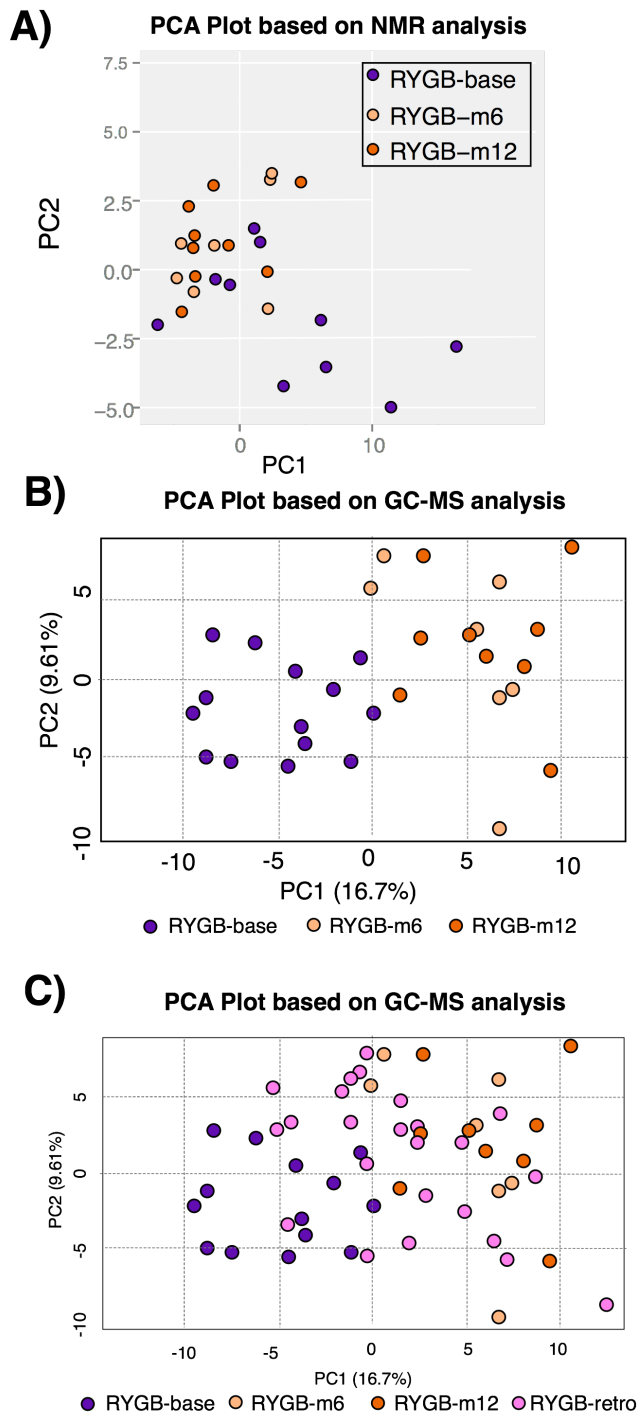 A)
PCA Plot based on NMR analysis
7.5
5.0
2.5
0.0
−2.5
−5.0
PC2
RYGB-base
RYGB−m6
RYGB−m12
0 10
PC1
B)
PCA Plot based on GC-MS analysis
5
0
-5
-10
PC2 (9.61%)
-10 -5 0 5 10
PC1 (16.7%)
RYGB-base RYGB-m6 RYGB-m12
C)
PCA Plot based on GC-MS analysis
5
0
-5
-10
PC2 (9.61%)
-10 -5 0 5 10
PC1 (16.7%)
RYGB-base RYGB-m6 RYGB-m12 RYGB-retro